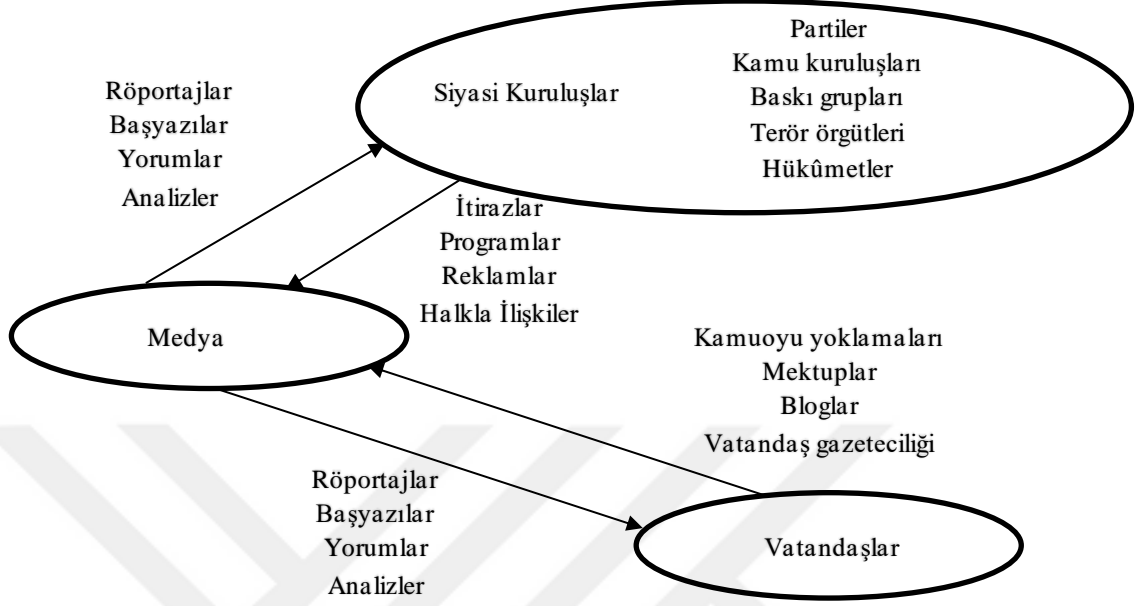 Partiler
Kamu kuruluşları
Siyasi Kuruluşlar
Baskı grupları
Terör örgütleri
Hükûmetler
Röportajlar
Başyazılar
Yorumlar
Analizler
İtirazlar
Programlar
Reklamlar
Halkla İlişkiler
Medya
Kamuoyu yoklamaları
Mektuplar
Bloglar
Vatandaş gazeteciliği
Röportajlar
Başyazılar
Yorumlar
Analizler
Vatandaşlar